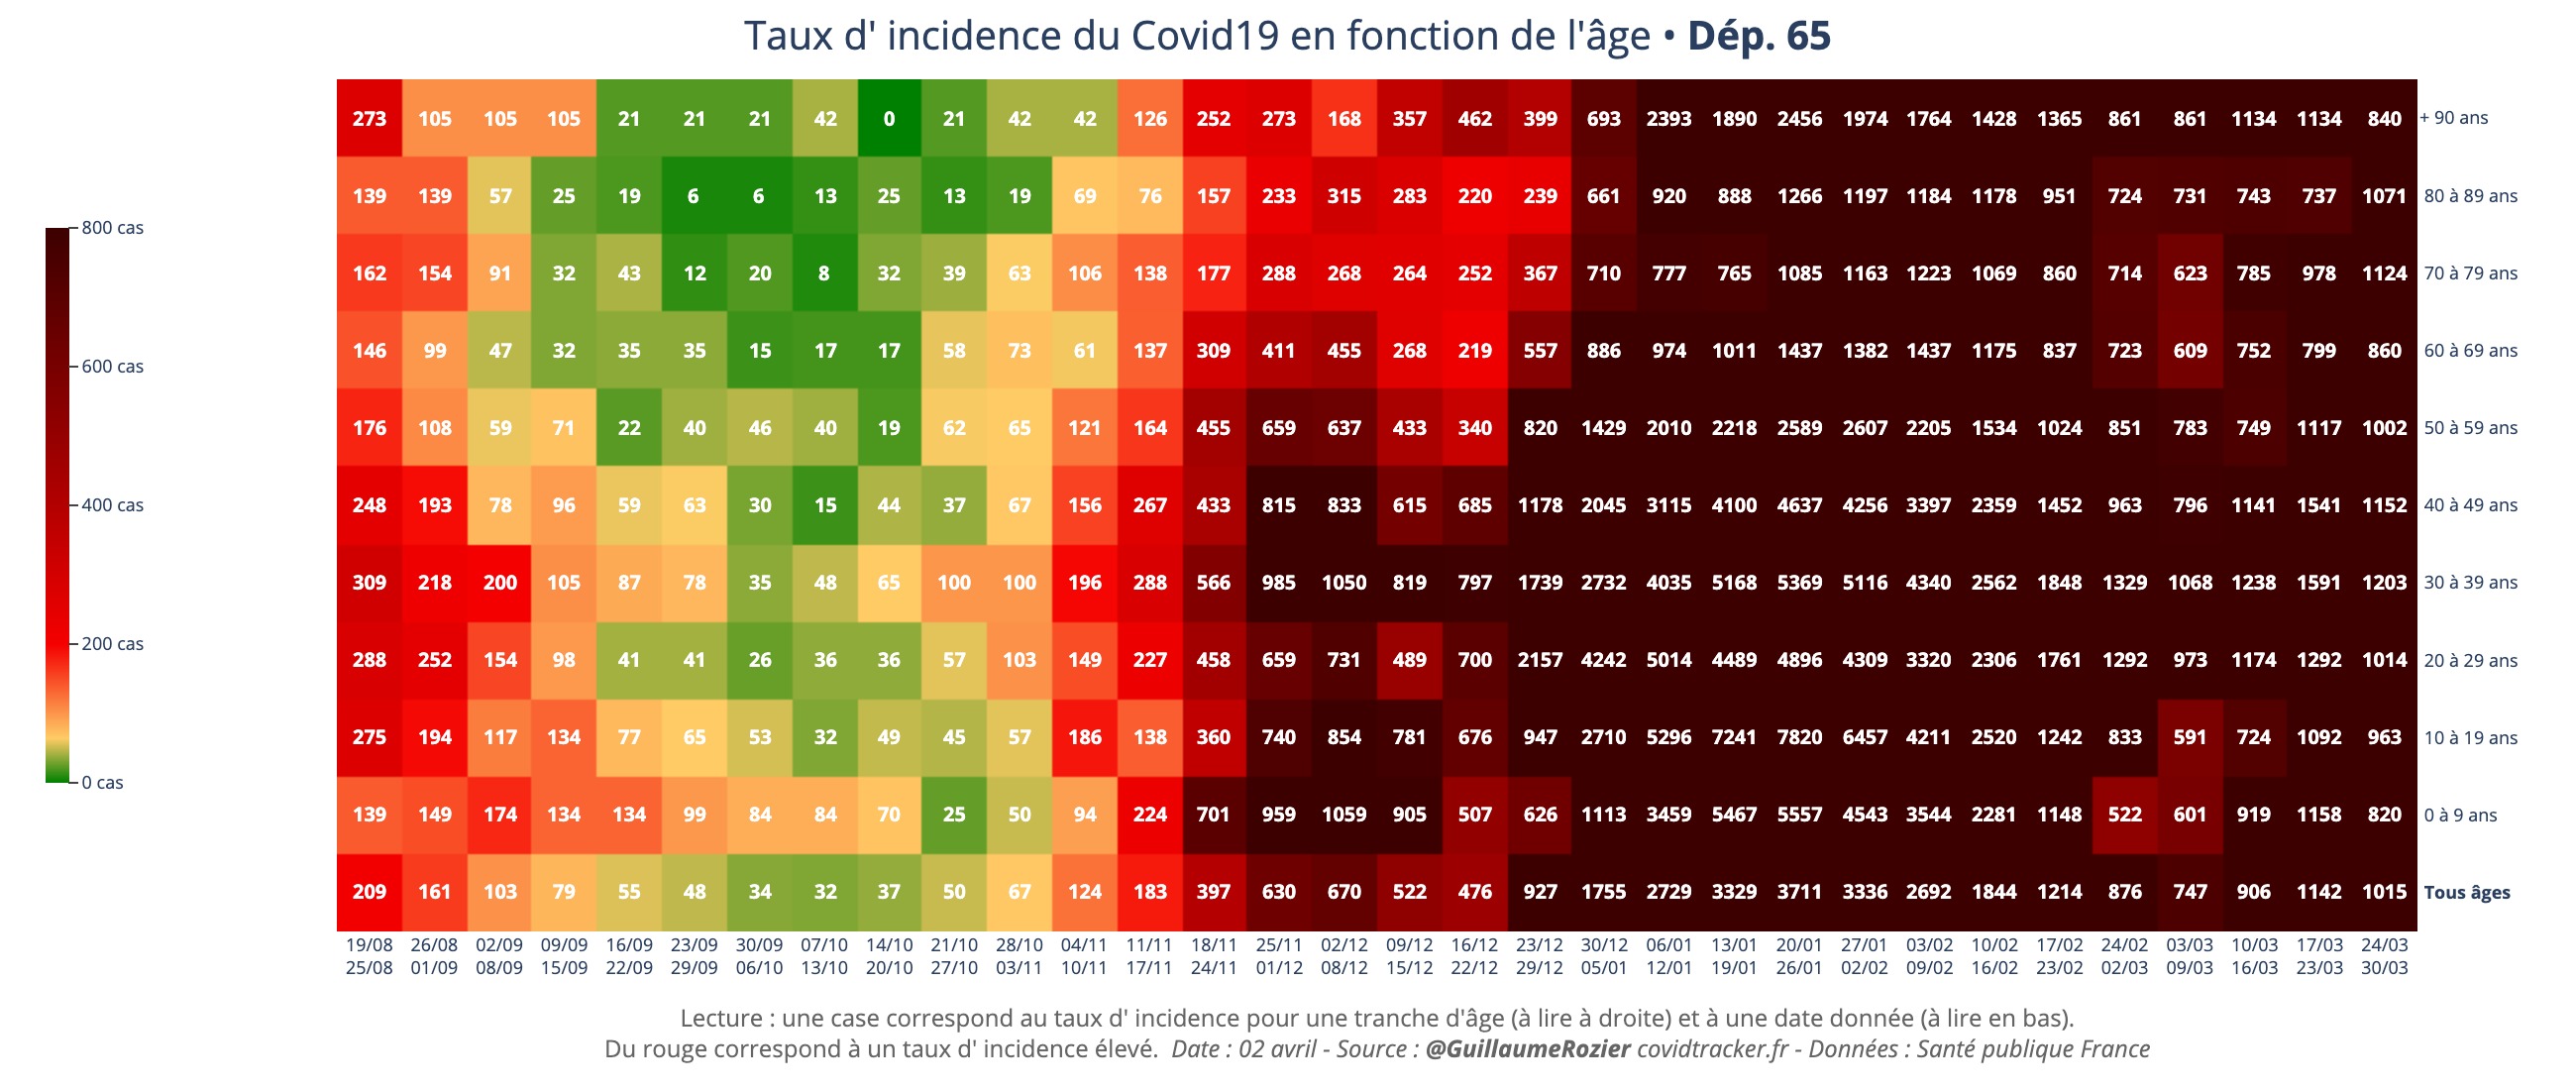 Taux d' incidence du Covid19 en fonction de l'âge • Dép. 65
800 cas
600 cas
400 cas
200 cas
0 cas
273 105 105 105 21 21 21 42 0 21 42 42 126 252 273 168 357 462 399 693 2393 1890 2456 1974 1764 1428 1365 861 861 1134 1134 840 + 90 ans
139 139 57 25 19 6 6 13 25 13 19 69 76 157 233 315 283 220 239 661 920 888 1266 1197 1184 1178 951 724 731 743 737 1071 80 à 89 ans
162 154 91 32 43 12 20 8 32 39 63 106 138 177 288 268 264 252 367 710 777 765 1085 1163 1223 1069 860 714 623 785 978 1124 70 à 79 ans
146 99 47 32 35 35 15 17 17 58 73 61 137 309 411 455 268 219 557 886 974 1011 1437 1382 1437 1175 837 723 609 752 799 860 60 à 69 ans
176 108 59 71 22 40 46 40 19 62 65 121 164 455 659 637 433 340 820 1429 2010 2218 2589 2607 2205 1534 1024 851 783 749 1117 1002 50 à 59 ans
248 193 78 96 59 63 30 15 44 37 67 156 267 433 815 833 615 685 1178 2045 3115 4100 4637 4256 3397 2359 1452 963 796 1141 1541 1152 40 à 49 ans
309 218 200 105 87 78 35 48 65 100 100 196 288 566 985 1050 819 797 1739 2732 4035 5168 5369 5116 4340 2562 1848 1329 1068 1238 1591 1203 30 à 39 ans
288 252 154 98 41 41 26 36 36 57 103 149 227 458 659 731 489 700 2157 4242 5014 4489 4896 4309 3320 2306 1761 1292 973 1174 1292 1014 20 à 29 ans
275 194 117 134 77 65 53 32 49 45 57 186 138 360 740 854 781 676 947 2710 5296 7241 7820 6457 4211 2520 1242 833 591 724 1092 963 10 à 19 ans
139 149 174 134 134 99 84 84 70 25 50 94 224 701 959 1059 905 507 626 1113 3459 5467 5557 4543 3544 2281 1148 522 601 919 1158 820 0 à 9 ans
209 161 103 79 55 48 34 32 37 50 67 124 183 397 630 670 522 476 927 1755 2729 3329 3711 3336 2692 1844 1214 876 747 906 1142 1015 Tous âges
19/08 26/08 02/09 09/09 16/09 23/09 30/09 07/10 14/10 21/10 28/10 04/11 11/11 18/11 25/11 02/12 09/12 16/12 23/12 30/12 06/01 13/01 20/01 27/01 03/02 10/02 17/02 24/02 03/03 10/03 17/03 24/03
25/08 01/09 08/09 15/09 22/09 29/09 06/10 13/10 20/10 27/10 03/11 10/11 17/11 24/11 01/12 08/12 15/12 22/12 29/12 05/01 12/01 19/01 26/01 02/02 09/02 16/02 23/02 02/03 09/03 16/03 23/03 30/03
Lecture : une case correspond au taux d' incidence pour une tranche d'âge (à lire à droite) et à une date donnée (à lire en bas).
Du rouge correspond à un taux d' incidence élevé. Date : 02 avril - Source : @GuillaumeRozier covidtracker.fr - Données : Santé publique France